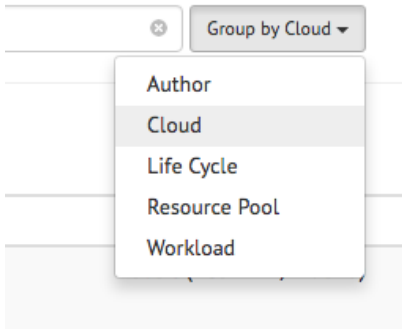 Group by Cloud
Author
Cloud
Life Cycle
Resource Pool
Workload